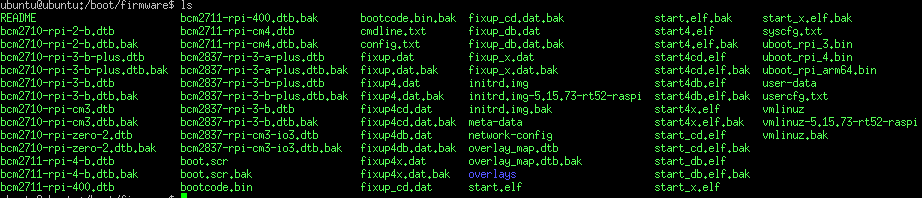 ubuntu@ubuntu:/boot/firmware$ ls
README bcm2711-rpi-400.dtb.bak bootcode.bin.bak fixup_cd.dat.bak start.elf.bak start_x.elf.bak
bcm2710-rpi-2-b.dtb bcm2711-rpi-cm4.dtb cmdline.txt fixup_db.dat start4.elf syscfg.txt
bcm2710-rpi-2-b.dtb.bak bcm2711-rpi-cm4.dtb.bak config.txt fixup_db.dat.bak start4.elf.bak uboot_rpi_3.bin
bcm2710-rpi-3-b-plus.dtb bcm2837-rpi-3-a-plus.dtb fixup.dat fixup_x.dat start4cd.elf uboot_rpi_4.bin
bcm2710-rpi-3-b-plus.dtb.bak bcm2837-rpi-3-a-plus.dtb.bak fixup.dat.bak fixup_x.dat.bak start4cd.elf.bak uboot_rpi_arm64.bin
bcm2710-rpi-3-b.dtb bcm2837-rpi-3-b-plus.dtb fixup4.dat initrd.img start4db.elf user-data
bcm2710-rpi-3-b.dtb.bak bcm2837-rpi-3-b-plus.dtb.bak fixup4.dat.bak initrd.img-5.15.73-rt52-raspi start4db.elf.bak usercfg.txt
bcm2710-rpi-cm3.dtb bcm2837-rpi-3-b.dtb fixup4cd.dat initrd.img.bak start4x.elf vmlinuz
bcm2710-rpi-cm3.dtb.bak bcm2837-rpi-3-b.dtb.bak fixup4cd.dat.bak meta-data start4x.elf.bak vmlinuz-5.15.73-rt52-raspi
bcm2710-rpi-zero-2.dtb bcm2837-rpi-cm3-io3.dtb fixup4db.dat network-config start_cd.elf vmlinuz.bak
bcm2710-rpi-zero-2.dtb.bak bcm2837-rpi-cm3-io3.dtb.bak fixup4db.dat.bak overlay_map.dtb start_cd.elf.bak
bcm2711-rpi-4-b.dtb boot.scr fixup4x.dat overlay_map.dtb.bak start_db.elf
bcm2711-rpi-4-b.dtb.bak boot.scr.bak fixup4x.dat.bak overlays start_db.elf.bak
bcm2711-rpi-400.dtb bootcode.bin fixup_cd.dat start.elf start_x.elf
ubuntu@ubuntu:/boot/firmware$